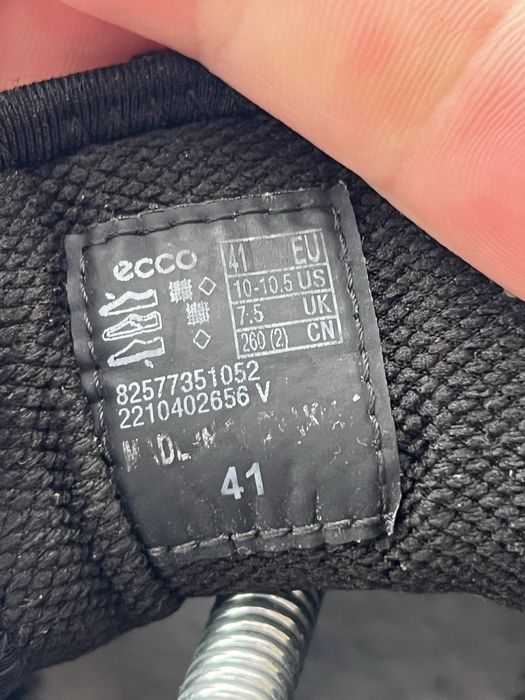 ecco
41 EU
10-10.5 US
7.5 UK
260 (2) CN
82577351052
2210402656 V
41